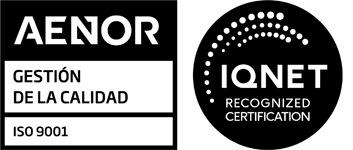 AENOR
GESTIÓN
DE LA CALIDAD
ISO 9001
IQNET
RECOGNIZED
CERTIFICATION